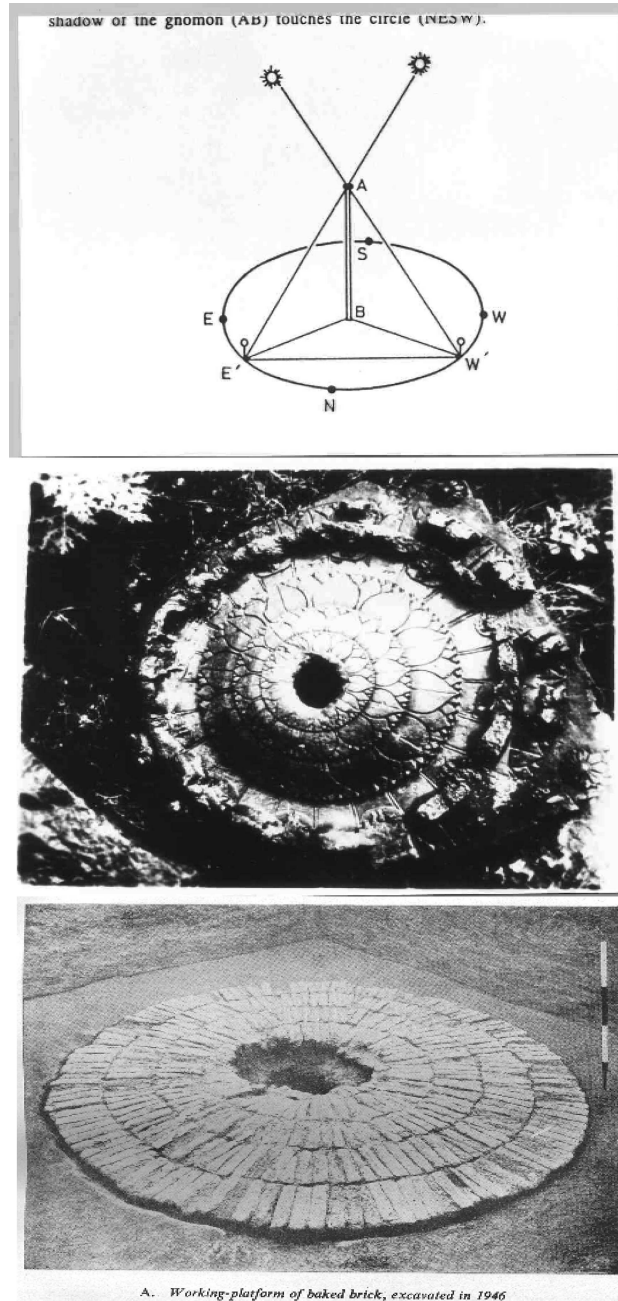 shadow of the gnomon (AB) touches the circle (NESW).
A
S
B
E
W
E′
W′
N
A. Working-platform of baked brick, excavated in 1946